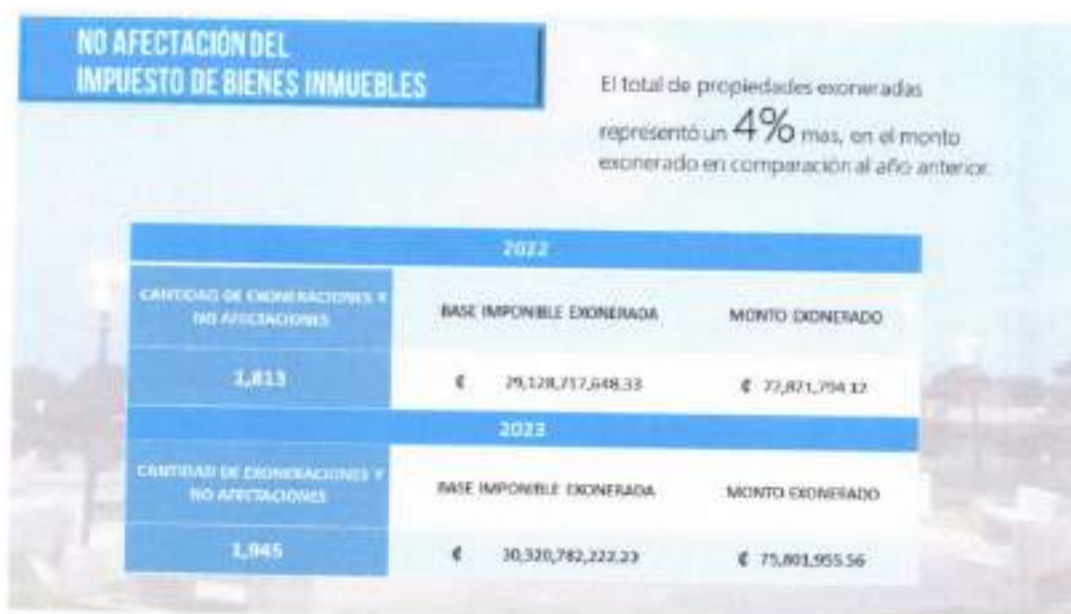 NO AFECTACIÓN DEL
IMPUESTO DE BIENES INMUEBLES
El total de propiedades exoneradas
representó un 4% mas, en el monto
exonerado en comparación al año anterior.
2022
CANTIDAD DE EXONERACIONES Y
NO AFECTACIONES
BASE IMPONIBLE EXONERADA
MONTO EXONERADO
1,813
₡ 29,128,717,648.33
₡ 72,821,794.12
2023
CANTIDAD DE EXONERACIONES Y
NO AFECTACIONES
BASE IMPONIBLE EXONERADA
MONTO EXONERADO
1,945
₡ 30,320,782,222.23
₡ 75,801,955.56